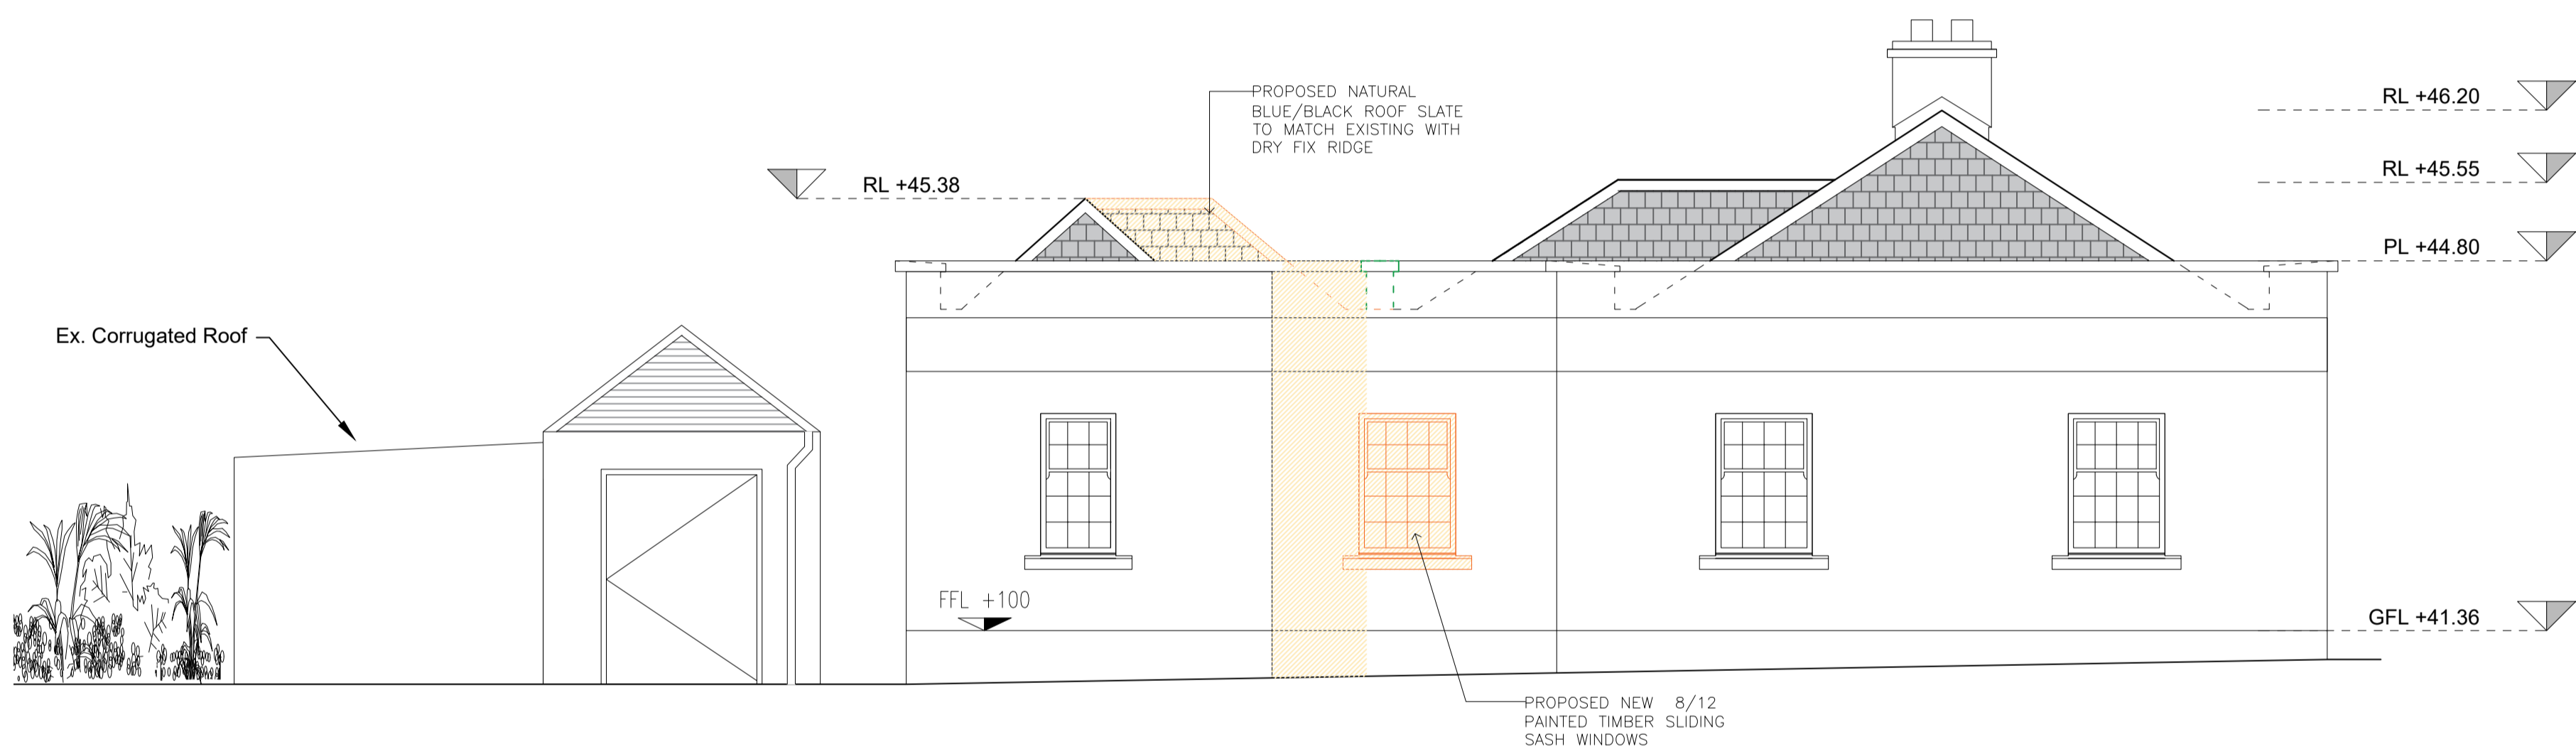 PROPOSED NATURAL
BLUE/BLACK ROOF SLATE
TO MATCH EXISTING WITH
DRY FIX RIDGE
RL +46.20
RL +45.55
RL +45.38
PL +44.80
Ex. Corrugated Roof
FFL +100
GFL +41.36
PROPOSED NEW 8/12
PAINTED TIMBER SLIDING
SASH WINDOWS